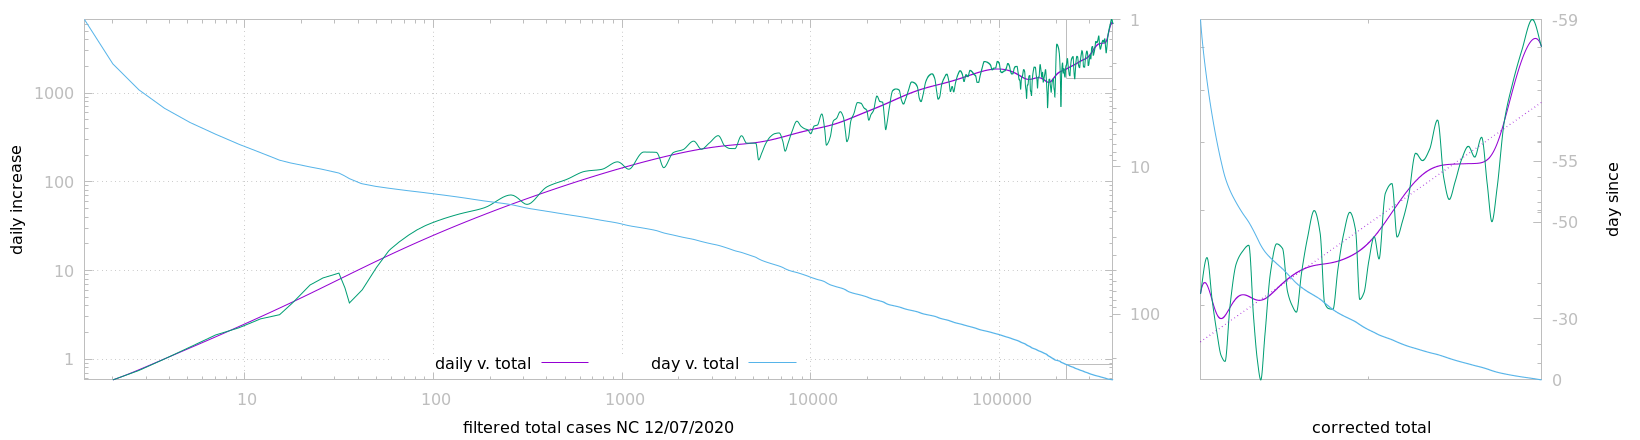 daily increase
1000
100
10
1
10
100
1000
10000
100000
filtered total cases NC 12/07/2020
daily v. total
day v. total
1
10
100
-59
-55
-50
-30
0
day since
corrected total